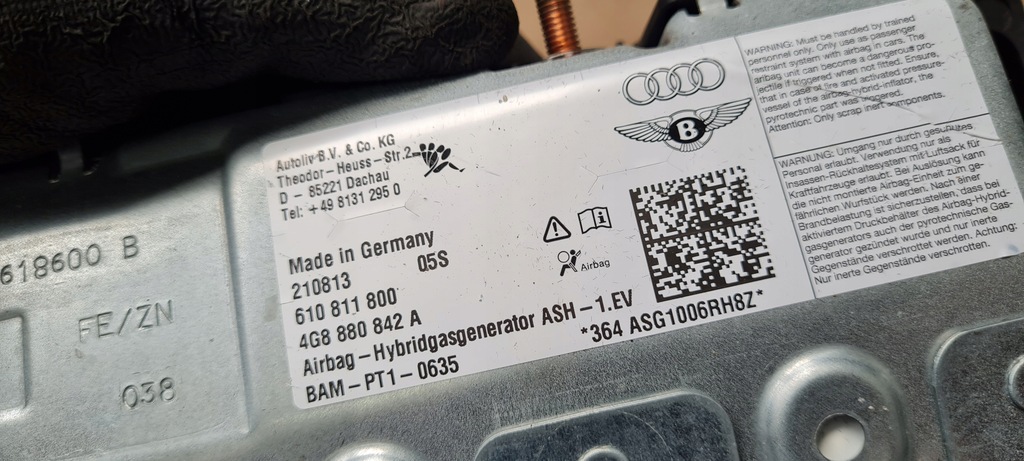 618600 B
FE/ZN
038
Autoliv B.V. & Co. KG
Theodor-Heuss-Str.2
D - 85221 Dachau
Tel: +49 8131 295 0
Made in Germany
210813 05S
610 811 800
4G8 880 842 A
Airbag-Hybridgasgenerator ASH-1.EV
BAM-PT1-0635
B
Airbag
*364 ASG1006RH8Z*
WARNING: Must be handled by trained
personnel only. Only use as passenger
restraint system with airbag in cars. The
airbag unit can become a dangerous pro-
jectile if triggered when not fitted. Ensure,
that in case of fire and activated pressure-
vessel of the airbag hybrid-inflator, the
pyrotechnic part was triggered.
Attention: Only scrap inert components.
WARNUNG: Umgang nur durch geschultes
Personal erlaubt. Verwendung nur als
Insassen-Rückhaltesystem mit Luftsack für
Kraftfahrzeuge erlaubt. Bei Auslösung kann
die nicht montierte Airbag-Einheit zum ge-
fährlichen Wurfstück werden. Nach einer
Brandbelastung ist sicherzustellen, dass bei
aktiviertem Druckbehälter des Airbag-Hybrid-
gasgenerators auch der pyrotechnische Gas-
generator gezündet wurde und nur inerte
Gegenstände verschrottet werden. Achtung:
Nur inerte Gegenstände verschrotten.